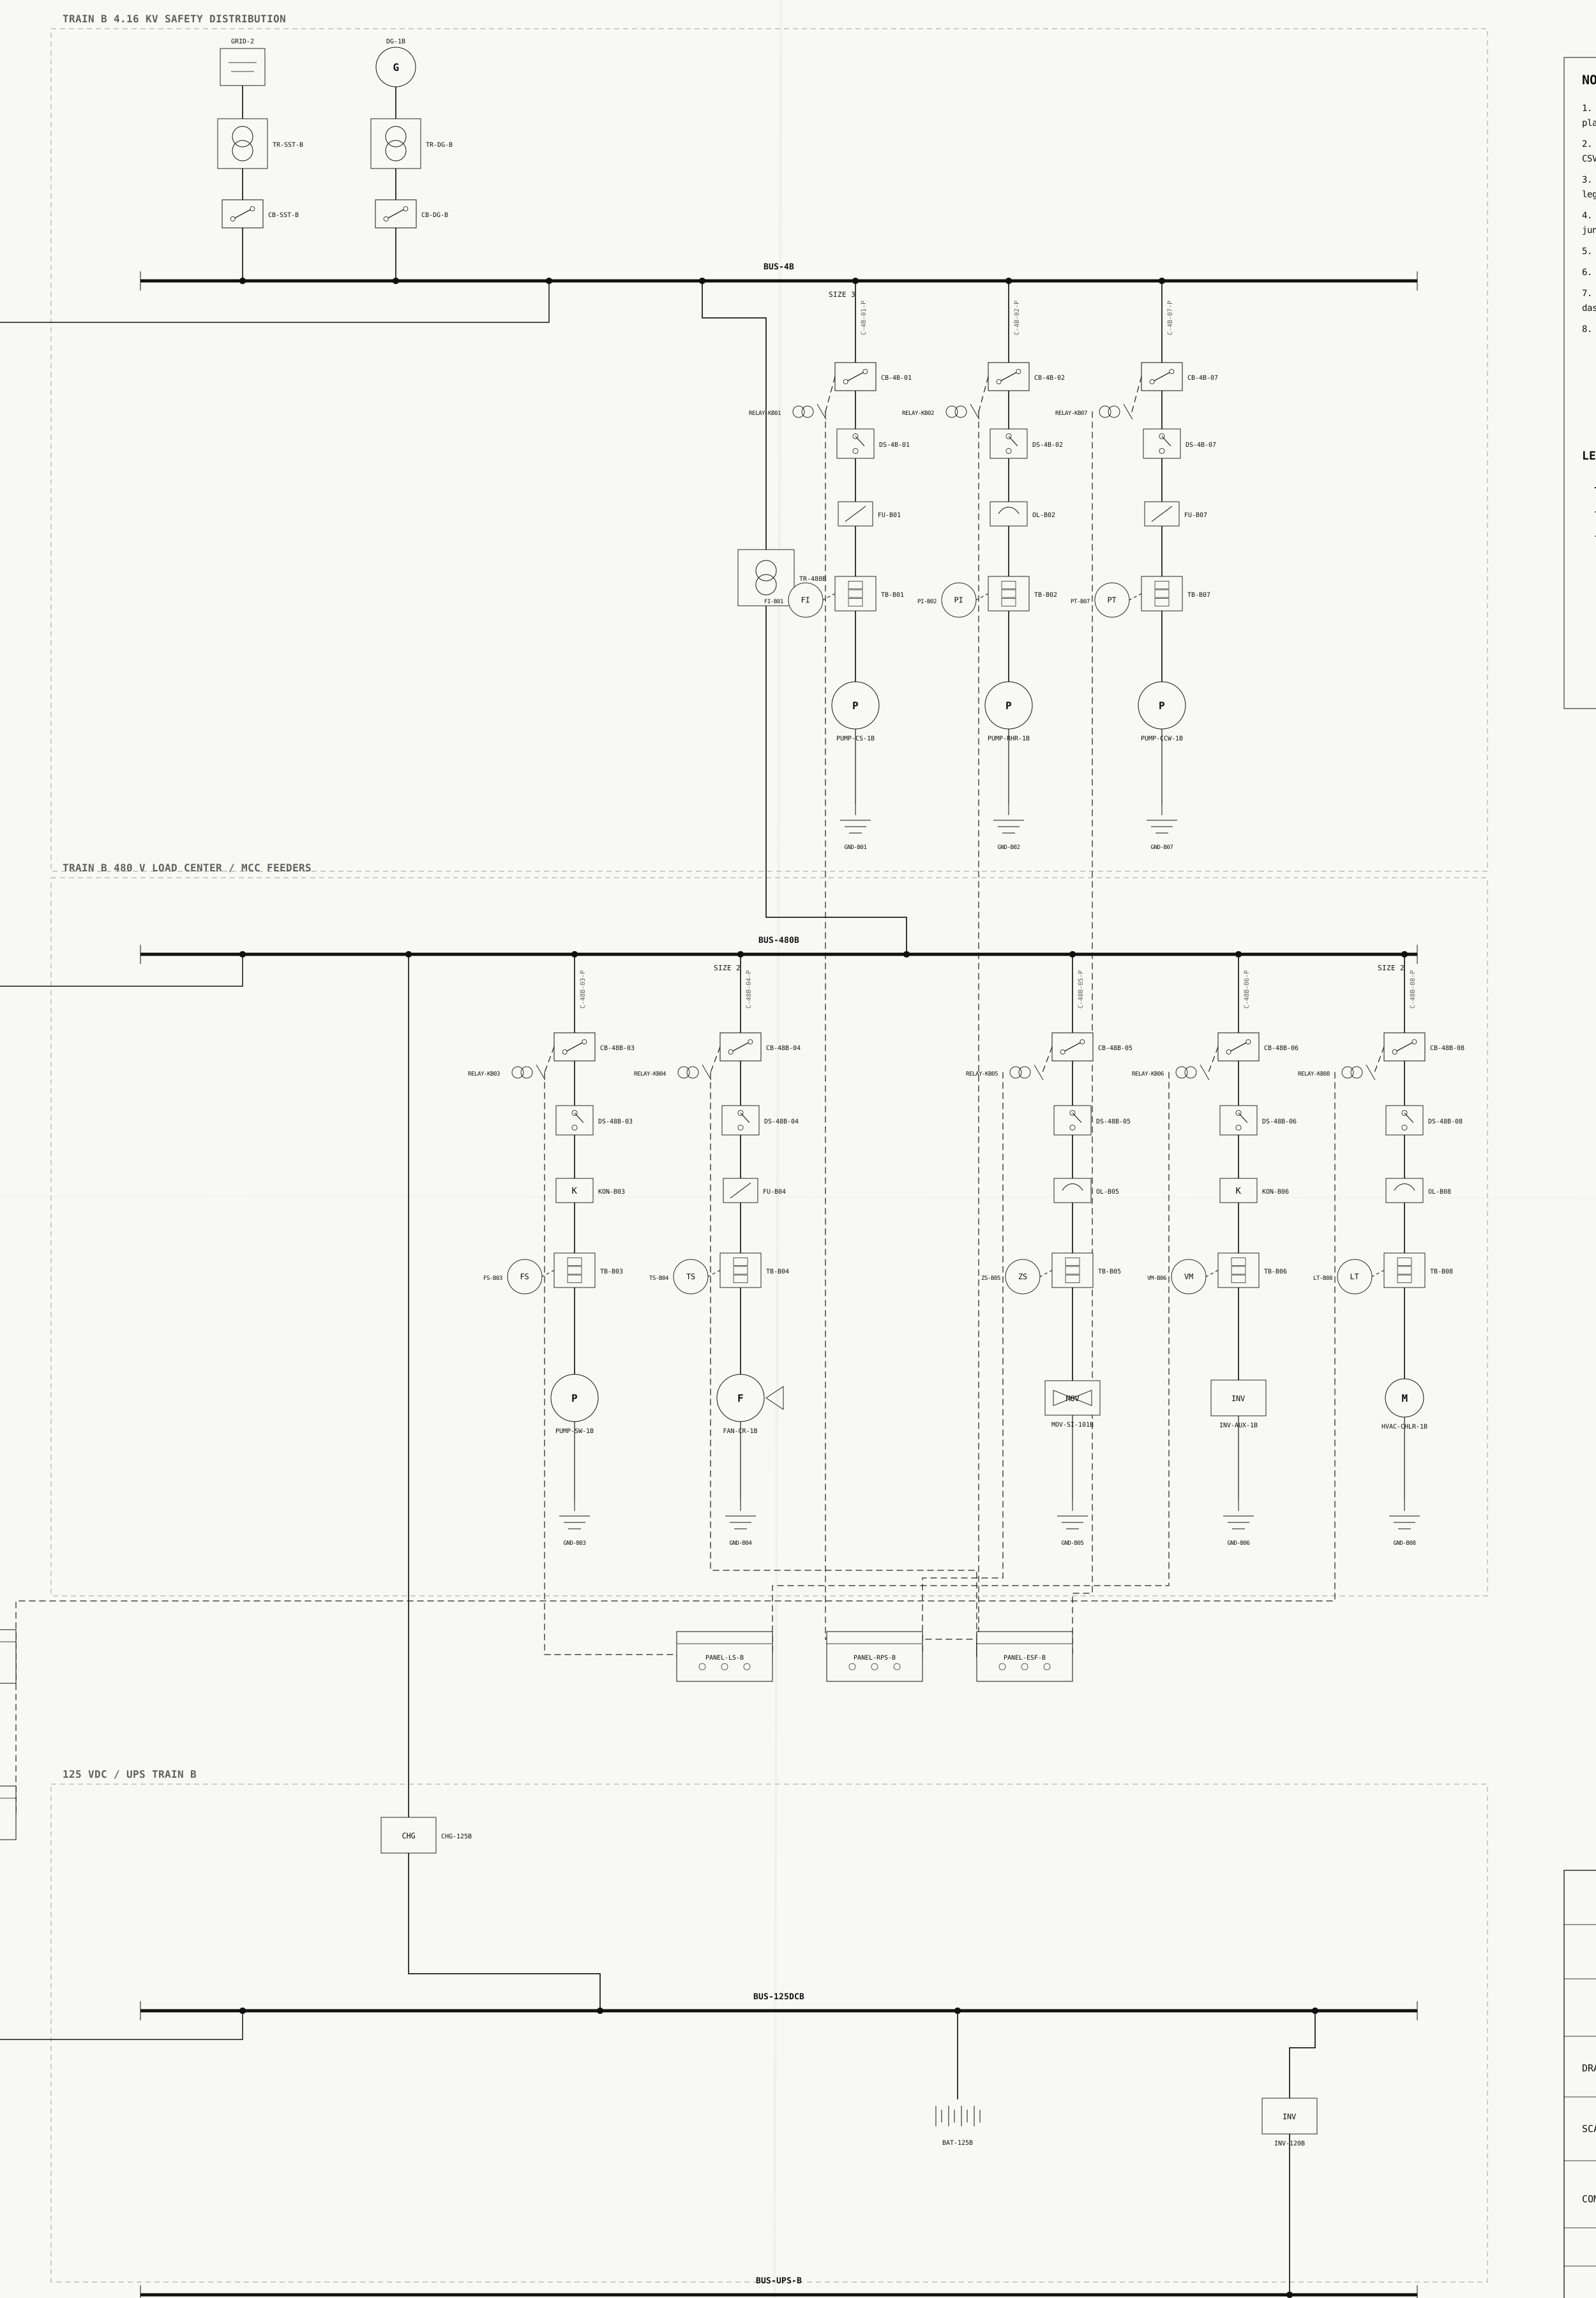 TRAIN B 4.16 KV SAFETY DISTRIBUTION
GRID-2
DG-1B
G
TR-SST-B
TR-DG-B
CB-SST-B
CB-DG-B
BUS-4B
SIZE 3
C-4B-01-P
C-4B-02-P
C-4B-07-P
CB-4B-01
CB-4B-02
CB-4B-07
RELAY-KB01
RELAY-KB02
RELAY-KB07
DS-4B-01
DS-4B-02
DS-4B-07
FU-B01
OL-B02
FU-B07
TR-480B
FI-B01
FI
TB-B01
PI-B02
PI
TB-B02
PT-B07
PT
TB-B07
P
P
P
PUMP-CS-1B
PUMP-RHR-1B
PUMP-CCW-1B
GND-B01
GND-B02
GND-B07
TRAIN B 480 V LOAD CENTER / MCC FEEDERS
BUS-480B
SIZE 2
SIZE 2
C-48B-03-P
C-48B-04-P
C-48B-05-P
C-48B-06-P
C-48B-08-P
CB-48B-03
CB-48B-04
CB-48B-05
CB-48B-06
CB-48B-08
RELAY-KB03
RELAY-KB04
RELAY-KB05
RELAY-KB06
RELAY-KB08
DS-48B-03
DS-48B-04
DS-48B-05
DS-48B-06
DS-48B-08
K
KON-B03
FU-B04
OL-B05
K
KON-B06
OL-B08
FS-B03
FS
TB-B03
TS-B04
TS
TB-B04
ZS-B05
ZS
TB-B05
VM-B06
VM
TB-B06
LT-B08
LT
TB-B08
P
F
MOV
INV
M
PUMP-SW-1B
FAN-CR-1B
MOV-SI-101B
INV-AUX-1B
HVAC-CHLR-1B
GND-B03
GND-B04
GND-B05
GND-B06
GND-B08
PANEL-LS-B
PANEL-RPS-B
PANEL-ESF-B
125 VDC / UPS TRAIN B
CHG
CHG-125B
BUS-125DCB
BAT-125B
INV
INV-120B
BUS-UPS-B
NO
1.
pla
2.
CSV
3.
leg
4.
jun
5.
6.
7.
das
8.
LE
DRA
SCA
CON